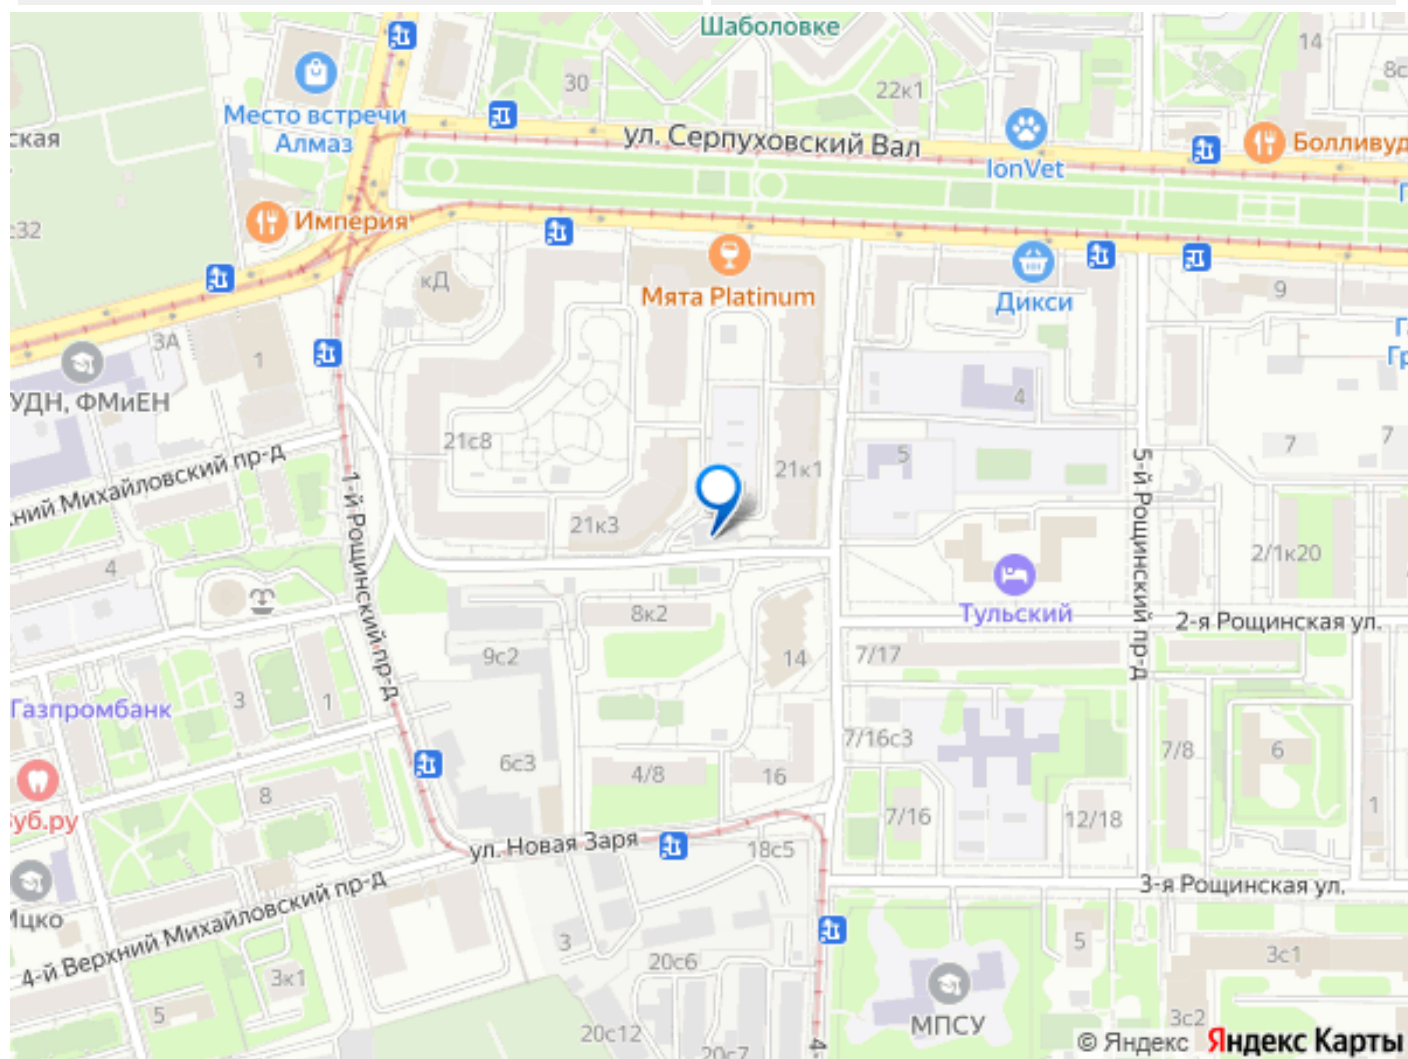 Шаболовке
14
8с
30
22к1
Место встречи
Алмаз
ул. Серпуховский Вал
IonVet
Болливуд
ская
Империя
:32
кД
Мята Platinum
Дикси
9
3А
1
УДН, ФМиЕН
4
21с8
5
7
7
21к1
ний Михайловский пр-д
1-й Рощинский пр-д
5-й Рощинский пр-д
21к3
2/1к20
4
Тульский
8к2
2-я Рощинская ул.
9с2
14
7/17
Газпромбанк
3
1
7/16с3
7/8
6
6с3
4/8
16
8
7/16
12/18
1
уб.ру
ул. Новая Заря
18с5
3-я Рощинская ул.
4-й Верхний Михайловский пр-д
Ицко
3
5
3с1
20с6
3к1
5
МПСУ
3с2
20с12
20с7
4-
© Яндекс Яндекс Карты